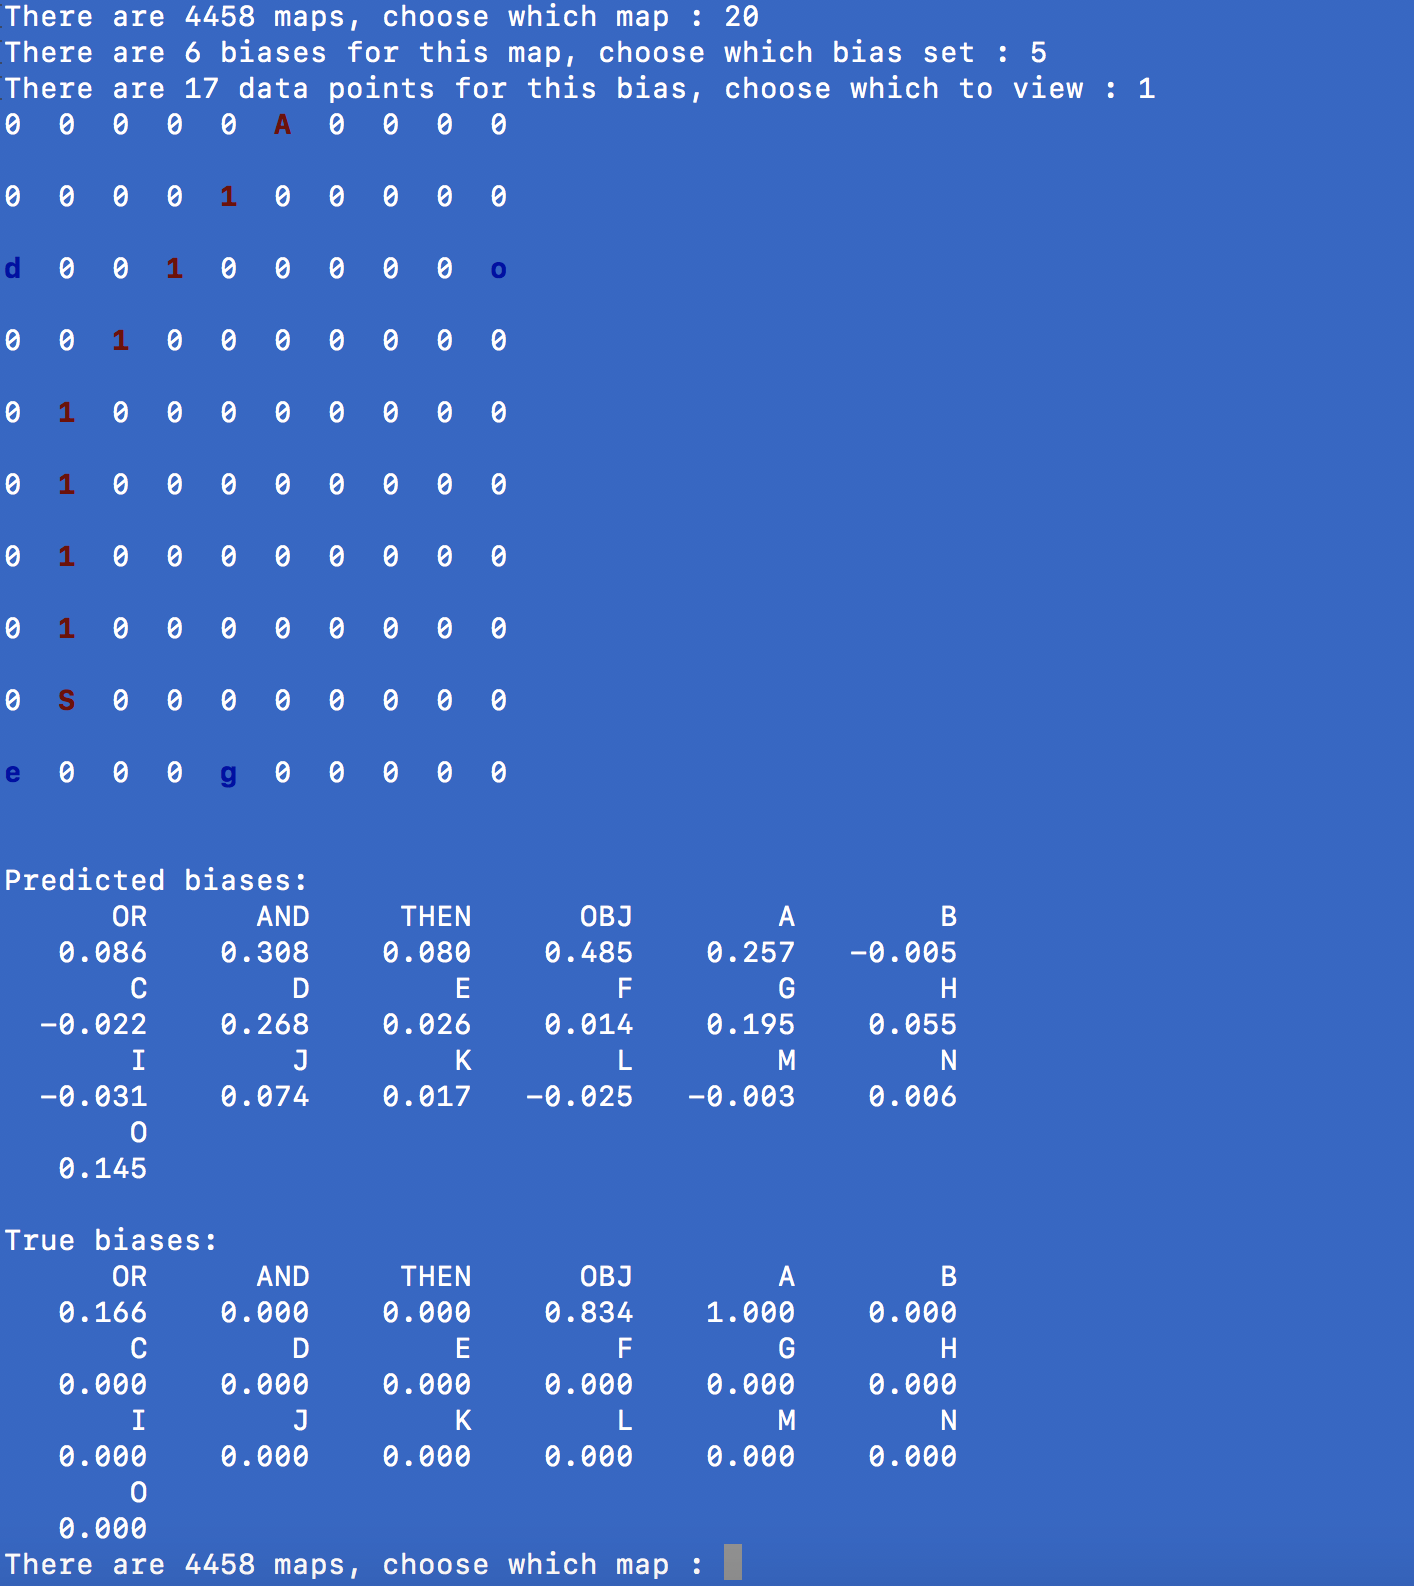 There are 4458 maps, choose which map : 20
There are 6 biases for this map, choose which bias set : 5
There are 17 data points for this bias, choose which to view : 1
0 0 0 0 0 A 0 0 0 0
0 0 0 0 1 0 0 0 0 0
d 0 0 1 0 0 0 0 0 o
0 0 1 0 0 0 0 0 0 0
0 1 0 0 0 0 0 0 0 0
0 1 0 0 0 0 0 0 0 0
0 1 0 0 0 0 0 0 0 0
0 1 0 0 0 0 0 0 0 0
0 S 0 0 0 0 0 0 0 0
e 0 0 0 g 0 0 0 0 0
Predicted biases:
OR AND THEN OBJ A B
0.086 0.308 0.080 0.485 0.257 -0.005
C D E F G H
-0.022 0.268 0.026 0.014 0.195 0.055
I J K L M N
-0.031 0.074 0.017 -0.025 -0.003 0.006
O
0.145
True biases:
OR AND THEN OBJ A B
0.166 0.000 0.000 0.834 1.000 0.000
C D E F G H
0.000 0.000 0.000 0.000 0.000 0.000
I J K L M N
0.000 0.000 0.000 0.000 0.000 0.000
O
0.000
There are 4458 maps, choose which map :